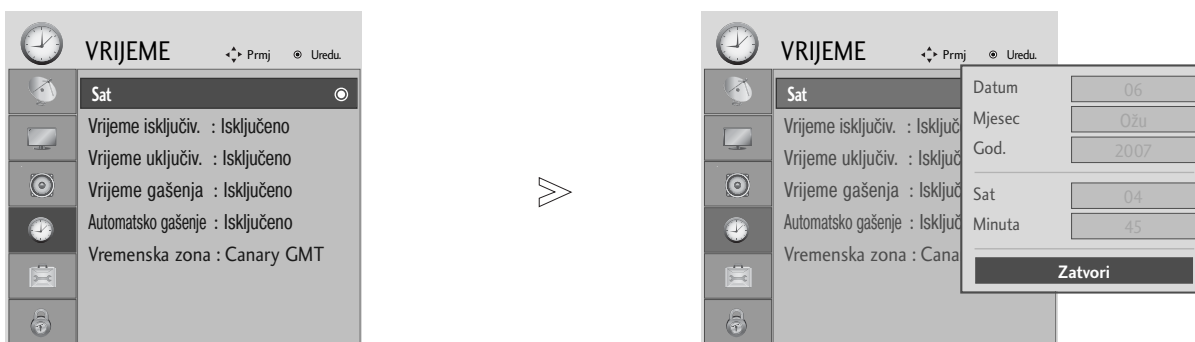 VRIJEME Prmj Uredu.
Sat
Vrijeme isključiv. : Isključeno
Vrijeme uključiv. : Isključeno
Vrijeme gašenja : Isključeno
Automatsko gašenje : Isključeno
Vremenska zona : Canary GMT
VRIJEME Prmj Uredu.
Sat
Vrijeme isključiv. : Isključ
Vrijeme uključiv. : Isključ
Vrijeme gašenja : Isključ
Automatsko gašenje : Isključ
Vremenska zona : Cana
Datum 06
Mjesec Ožu
God. 2007
Sat 04
Minuta 45
Zatvori